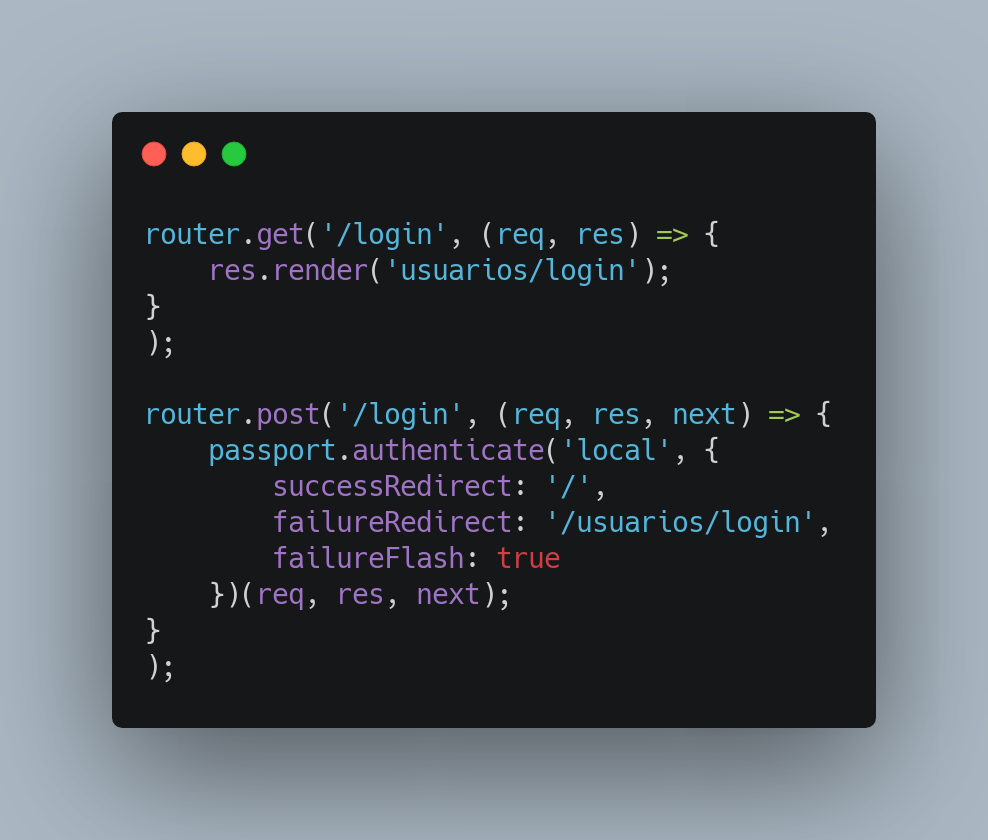 router.get('/login', (req, res) => {
    res.render('usuarios/login');
}
);

router.post('/login', (req, res, next) => {
    passport.authenticate('local', {
        successRedirect: '/',
        failureRedirect: '/usuarios/login',
        failureFlash: true
    })(req, res, next);
}
);